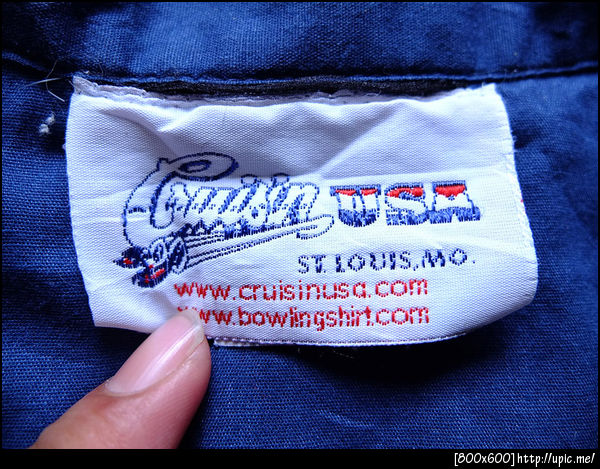 Cruisin USA
ST. LOUIS, MO.
www.cruisinusa.com
www.bowlingshirt.com
[800x600]http://upic.me/